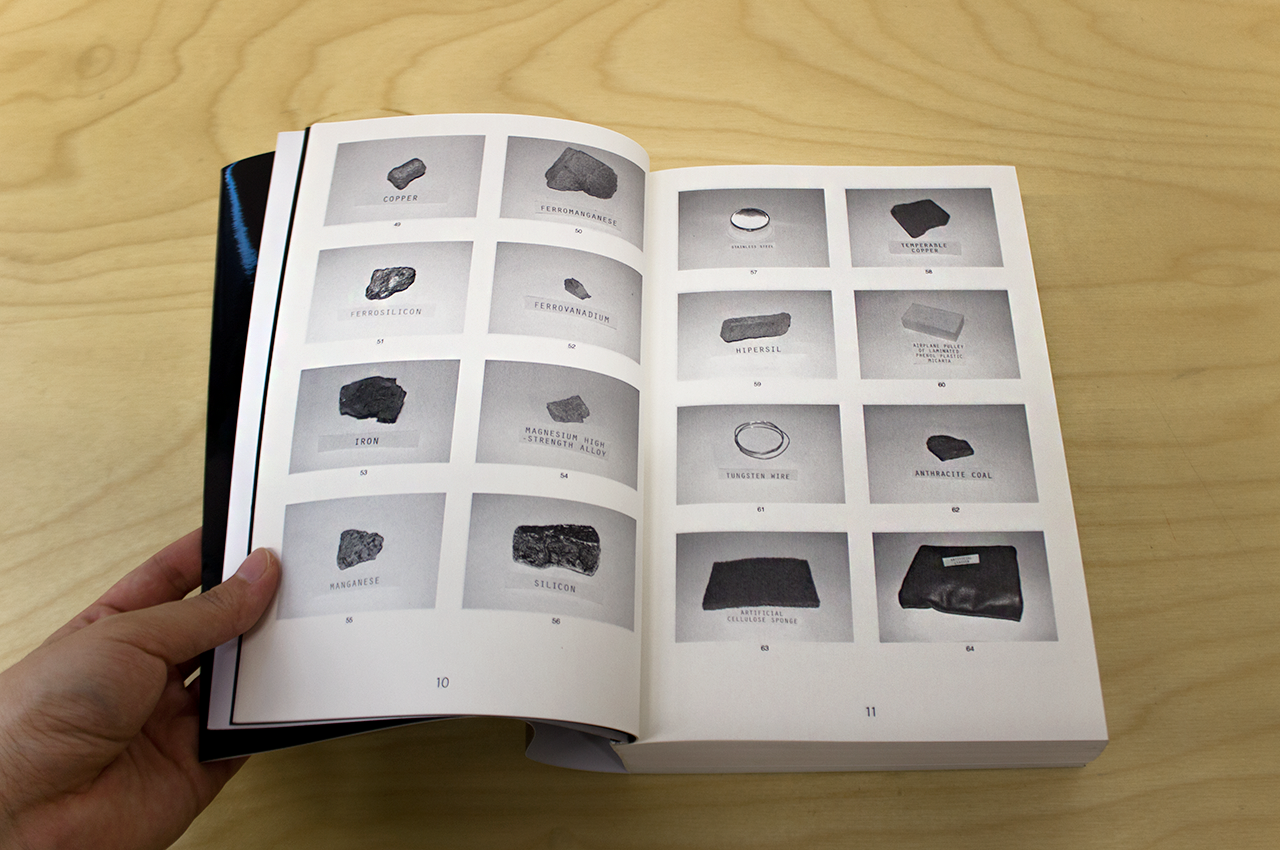 COPPER
49
FERROMANGANESE
50
FERROSILICON
51
FERROVANADIUM
52
IRON
53
MAGNESIUM HIGH
-STRENGTH ALLOY
54
MANGANESE
55
SILICON
56
10
STAINLESS STEEL
57
TEMPERABLE
COPPER
58
HIPERSIL
59
AIRPLANE PULLEY
OF LAMINATED
PHENOL PLASTIC
MICARTA
60
TUNGSTEN WIRE
61
ANTHRACITE COAL
62
ARTIFICIAL
CELLULOSE SPONGE
63
64
11